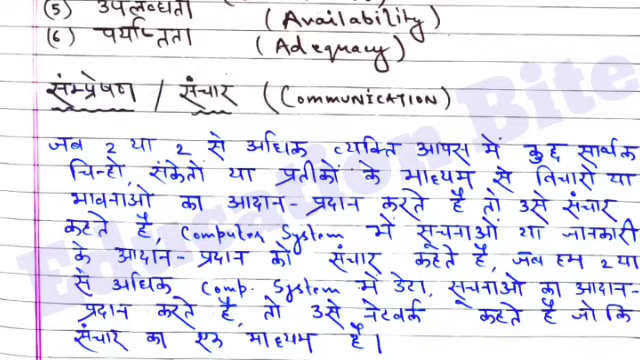 (5) उपलब्धता (Availability)
(6) पर्याप्तता (Adequacy)
संम्प्रेषण / संचार (COMMUNICATION)
जब 2 या 2 से अधिक व्यक्ति आपस में कुछ सार्थक
चिन्हो, संकेतों या प्रतीकों के माध्यम से विचारों या
भावनाओ का आदान-प्रदान करते है तो उसे संचार
कहते है, Computer System में सूचनाओं या जानकारी
के आदान-प्रदान को संचार कहते है, जब हम 2 या
से अधिक Comp. System में डेटा, सूचनाओ का आदान-
प्रदान करते है, तो उसे नेटवर्क कहते है जो कि
संचार का एक माध्यम है।
Education Bite